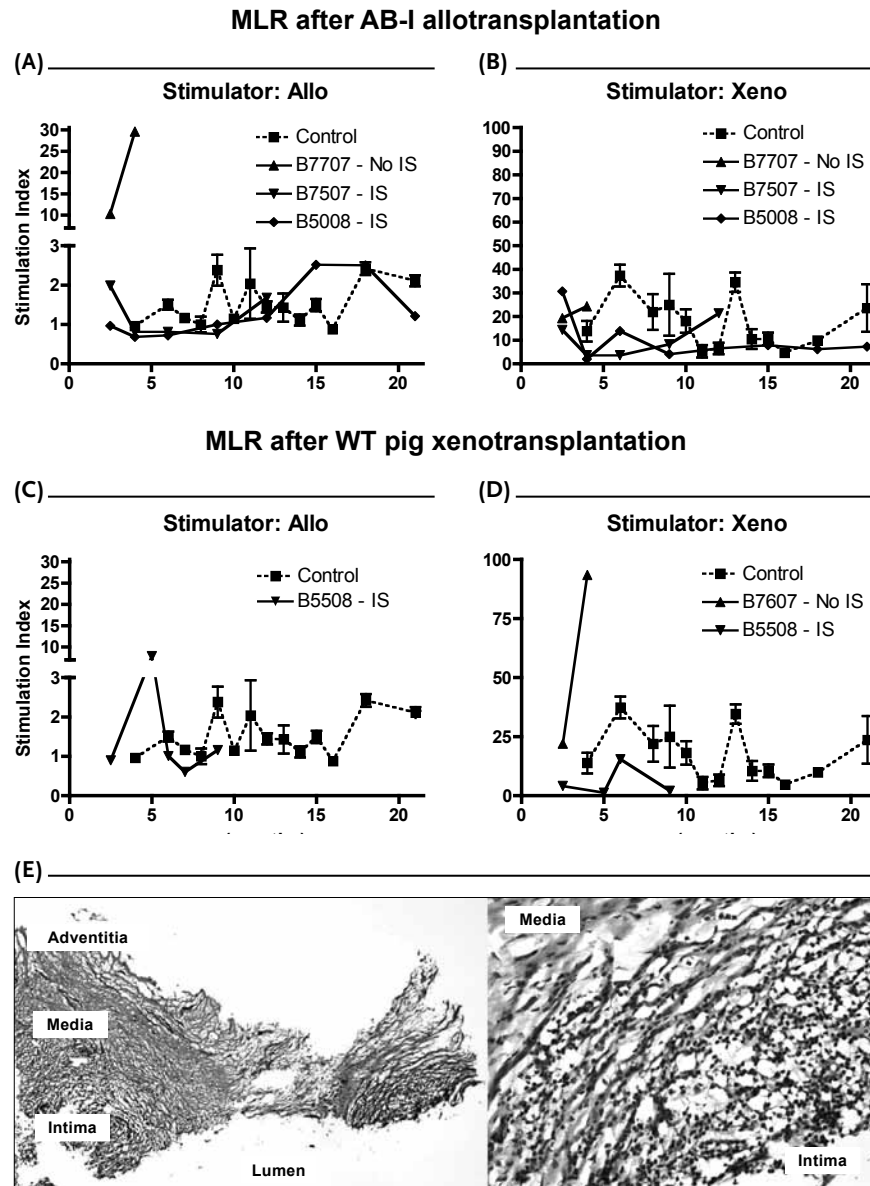 MLR after AB-I allotransplantation
(A)
Stimulator: Allo
Stimulation Index
30
25
20
15
10
3
2
1
0
0
5
10
15
20
Control
B7707 - No IS
B7507 - IS
B5008 - IS
(B)
Stimulator: Xeno
100
90
80
70
60
50
40
30
20
10
0
0
5
10
15
20
Control
B7707 - No IS
B7507 - IS
B5008 - IS
MLR after WT pig xenotransplantation
(C)
Stimulator: Allo
Stimulation Index
30
25
20
15
10
3
2
1
0
0
5
10
15
20
Control
B5508 - IS
(D)
Stimulator: Xeno
100
75
50
25
0
0
5
10
15
20
Control
B7607 - No IS
B5508 - IS
(E)
Adventitia
Media
Intima
Lumen
Media
Intima